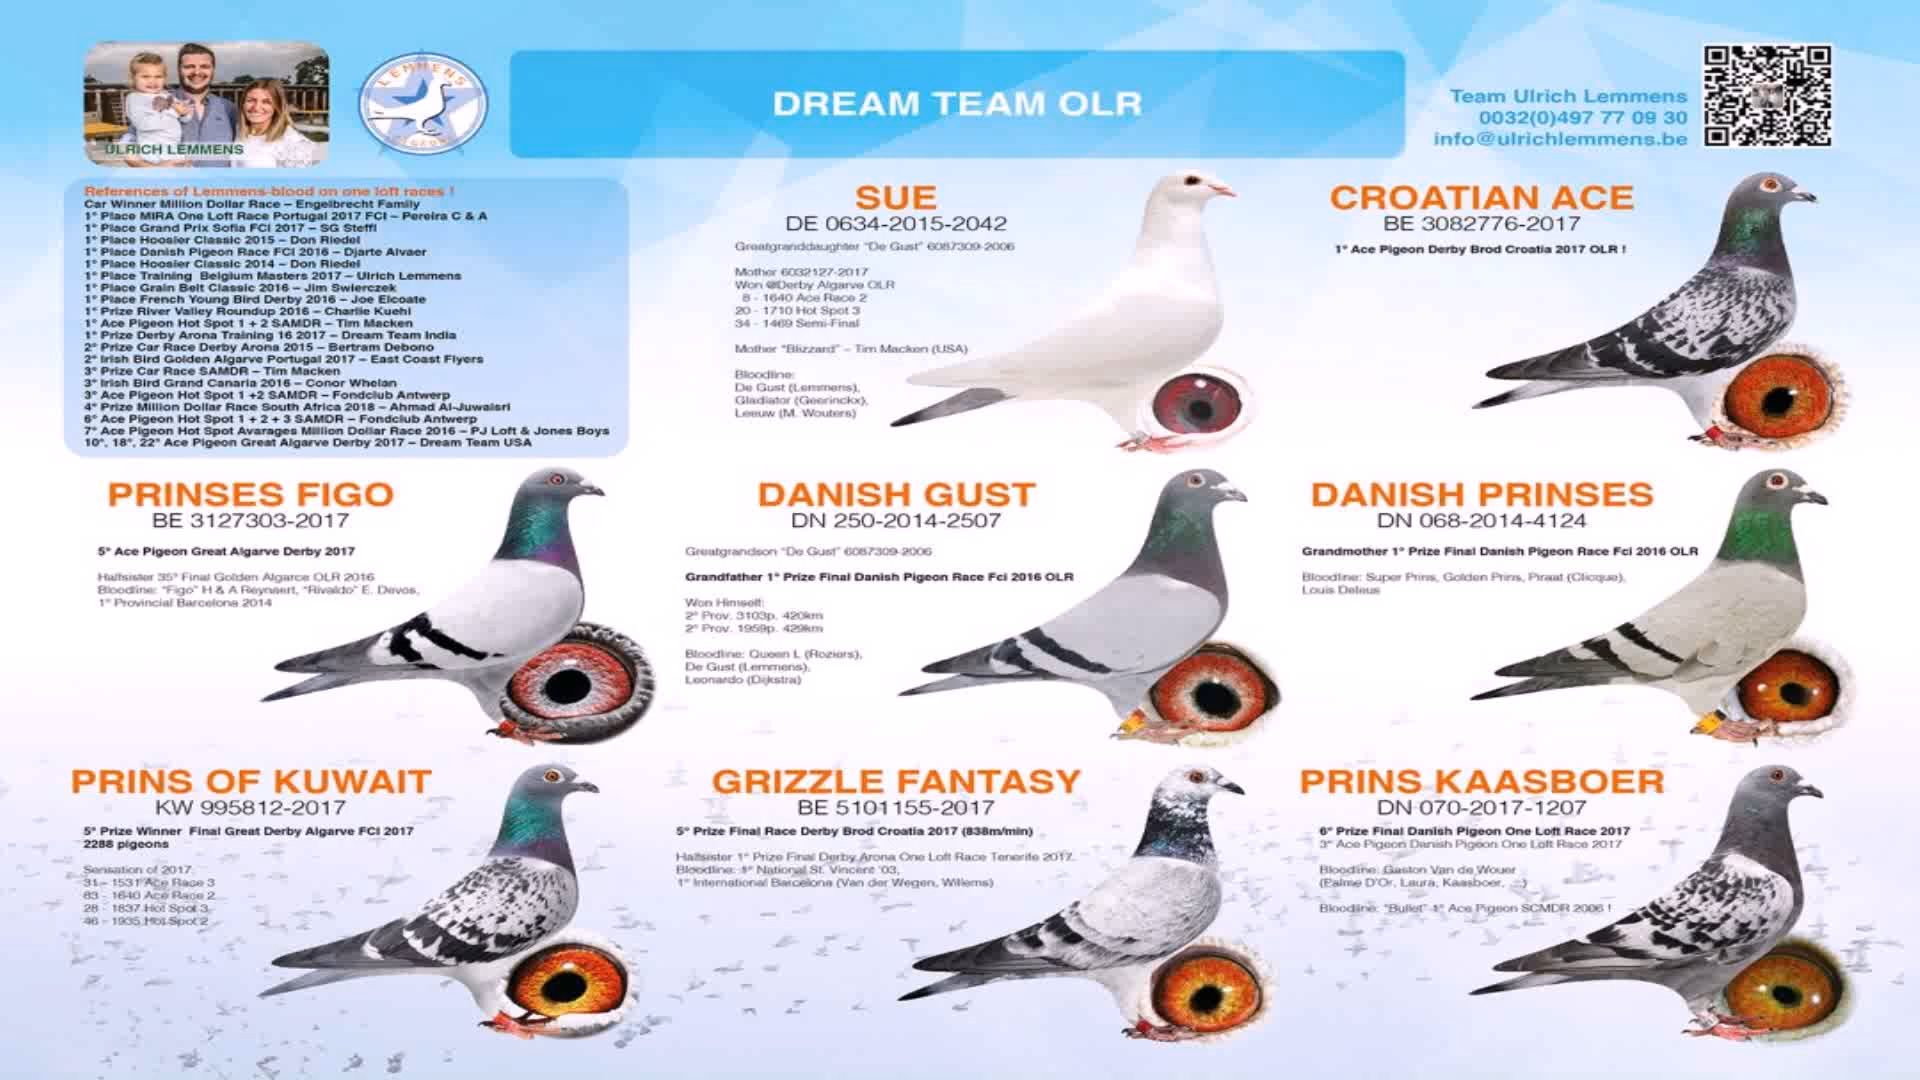 LEMMENS
ULRICH LEMMENS
DREAM TEAM OLR
Team Ulrich Lemmens
0032(0)497 77 09 30
info@ulrichlemmens.be
References of Lemmens-blood on one loft races !
Car Winner Million Dollar Race – Engelbrecht Family
1° Place MIRA One Loft Race Portugal 2017 FCI – Pereira C & A
1° Place Grand Prix Sofia FCI 2017 – SG Steffl
1° Place Hoosier Classic 2015 – Don Riedel
1° Place Danish Pigeon Race FCI 2016 – Djarte Alvaer
1° Place Hoosier Classic 2014 – Don Riedel
1° Place Training Belgium Masters 2017 – Ulrich Lemmens
1° Place Grain Belt Classic 2016 – Jim Swierczek
1° Place French Young Bird Derby 2016 – Joe Elcoate
1° Prize River Valley Roundup 2016 – Charlie Kuehl
1° Ace Pigeon Hot Spot 1 + 2 SAMDR – Tim Macken
1° Prize Derby Arona Training 16 2017 – Dream Team India
2° Prize Car Race Derby Arona 2015 – Bertram Debono
2° Irish Bird Golden Algarve Portugal 2017 – East Coast Flyers
3° Prize Car Race SAMDR – Tim Macken
3° Irish Bird Grand Canaria 2016 – Conor Whelan
3° Ace Pigeon Hot Spot 1 +2 SAMDR – Fondclub Antwerp
4° Prize Million Dollar Race South Africa 2018 – Ahmad Al-Juwaisri
6° Ace Pigeon Hot Spot 1 + 2 + 3 SAMDR – Fondclub Antwerp
7° Ace Pigeon Hot Spot Avarages Million Dollar Race 2016 – PJ Loft & Jones Boys
10°, 18°, 22° Ace Pigeon Great Algarve Derby 2017 – Dream Team USA
SUE
DE 0634-2015-2042
Greatgranddaughter "De Gust" 6087309-2006
Mother 6032127-2017
Won @Derby Algarve OLR
8 - 1640 Ace Race 2
20 - 1710 Hot Spot 3
34 - 1469 Semi-Final
Mother "Blizzard" – Tim Macken (USA)
Bloodline:
De Gust (Lemmens),
Gladiator (Geerinckx),
Leeuw (M. Wouters)
CROATIAN ACE
BE 3082776-2017
1° Ace Pigeon Derby Brod Croatia 2017 OLR !
PRINSES FIGO
BE 3127303-2017
5° Ace Pigeon Great Algarve Derby 2017
Halfsister 35° Final Golden Algarce OLR 2016
Bloodline: "Figo" H & A Reynaert, "Rivaldo" E. Devos,
1° Provincial Barcelona 2014
DANISH GUST
DN 250-2014-2507
Greatgrandson "De Gust" 6087309-2006
Grandfather 1° Prize Final Danish Pigeon Race Fci 2016 OLR
Won Himself:
2° Prov. 3103p. 420km
2° Prov. 1959p. 429km
Bloodline: Queen L (Roziers),
De Gust (Lemmens),
Leonardo (Dijkstra)
DANISH PRINSES
DN 068-2014-4124
Grandmother 1° Prize Final Danish Pigeon Race Fci 2016 OLR
Bloodline: Super Prins, Golden Prins, Piraat (Clicque),
Louis Deleus
PRINS OF KUWAIT
KW 995812-2017
5° Prize Winner Final Great Derby Algarve FCI 2017
2288 pigeons
Sensation of 2017:
31 - 1531 Ace Race 3
83 - 1640 Ace Race 2
28 - 1837 Hot Spot 3
46 - 1935 Hot Spot 2
GRIZZLE FANTASY
BE 5101155-2017
5° Prize Final Race Derby Brod Croatia 2017 (838m/min)
Halfsister 1° Prize Final Derby Arona One Loft Race Tenerife 2017.
Bloodline: 1° National St. Vincent '03,
1° International Barcelona (Van der Wegen, Willems)
PRINS KAASBOER
DN 070-2017-1207
6° Prize Final Danish Pigeon One Loft Race 2017
3° Ace Pigeon Danish Pigeon One Loft Race 2017
Bloodline: Gaston Van de Wouer
(Palme D'Or, Laura, Kaasboer, ...)
Bloodline: "Bullet" 1° Ace Pigeon SCMDR 2006 !